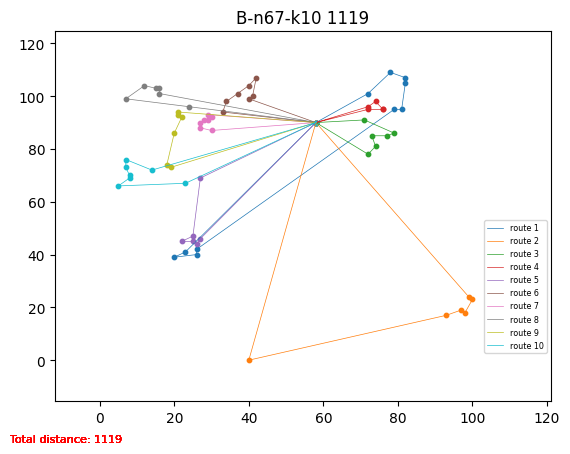 B-n67-k10 1119
120
100
80
60
40
20
0
0 20 40 60 80 100 120
route 1
route 2
route 3
route 4
route 5
route 6
route 7
route 8
route 9
route 10
Total distance: 1119